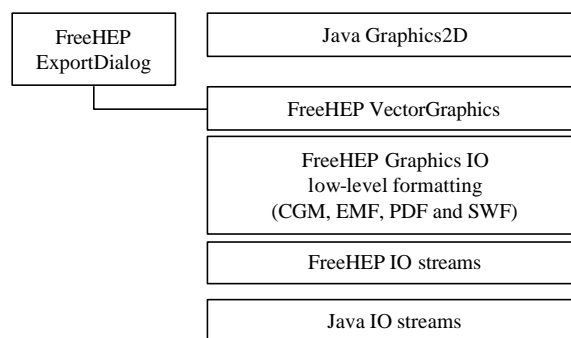 FreeHEP
ExportDialog
Java Graphics2D
FreeHEP VectorGraphics
FreeHEP Graphics IO
low-level formatting
(CGM, EMF, PDF and SWF)
FreeHEP IO streams
Java IO streams